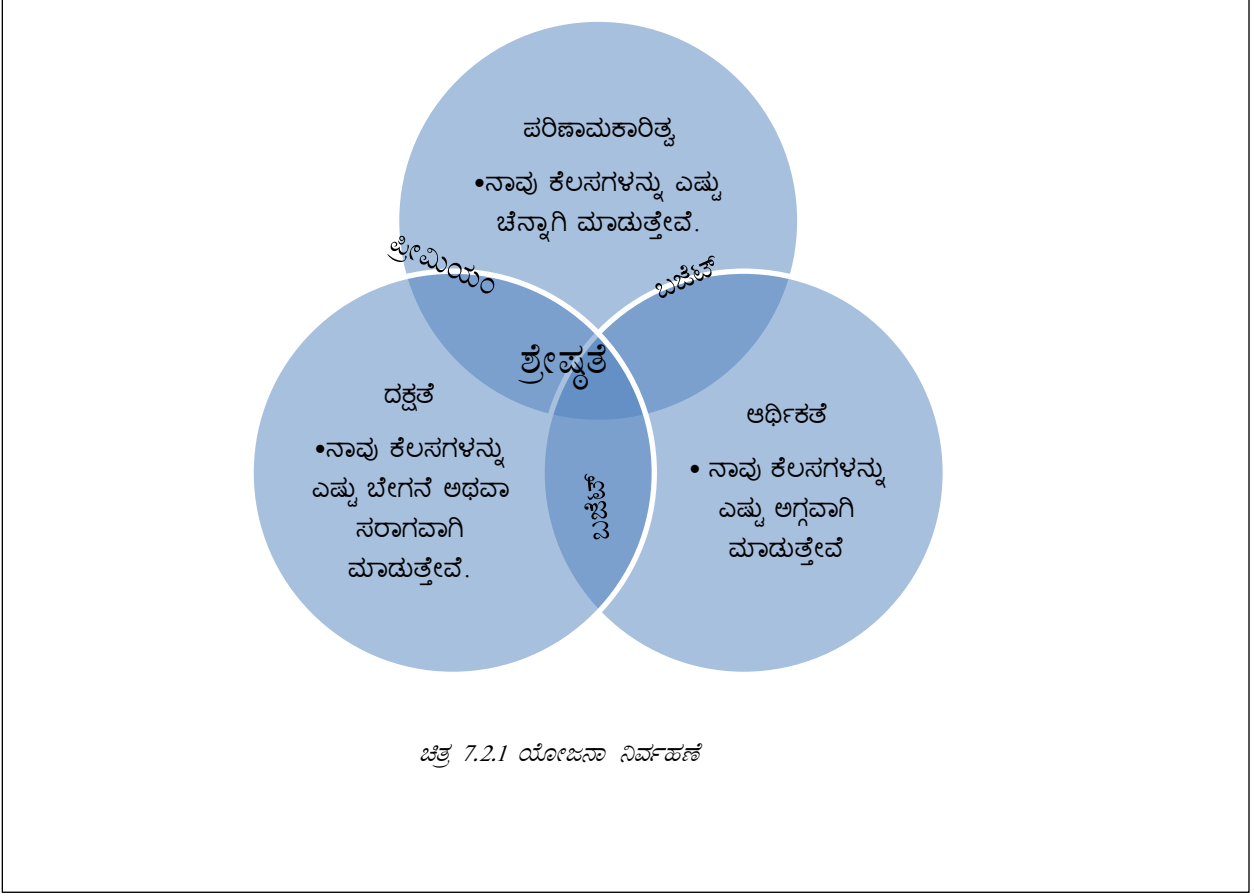 ಪರಿಣಾಮಕಾರಿತ್ವ
•ನಾವು ಕೆಲಸಗಳನ್ನು ಎಷ್ಟು
ಚೆನ್ನಾಗಿ ಮಾಡುತ್ತೇವೆ.
ಪ್ರೀಮಿಯಂ
ಬಜೆಟ್
ಶ್ರೇಷ್ಠತೆ
ದಕ್ಷತೆ
•ನಾವು ಕೆಲಸಗಳನ್ನು
ಎಷ್ಟು ಬೇಗನೆ ಅಥವಾ
ಸರಾಗವಾಗಿ
ಮಾಡುತ್ತೇವೆ.
ಬಜೆಟ್
ಆರ್ಥಿಕತೆ
• ನಾವು ಕೆಲಸಗಳನ್ನು
ಎಷ್ಟು ಅಗ್ಗವಾಗಿ
ಮಾಡುತ್ತೇವೆ
ಚಿತ್ರ 7.2.1 ಯೋಜನಾ ನಿರ್ವಹಣೆ